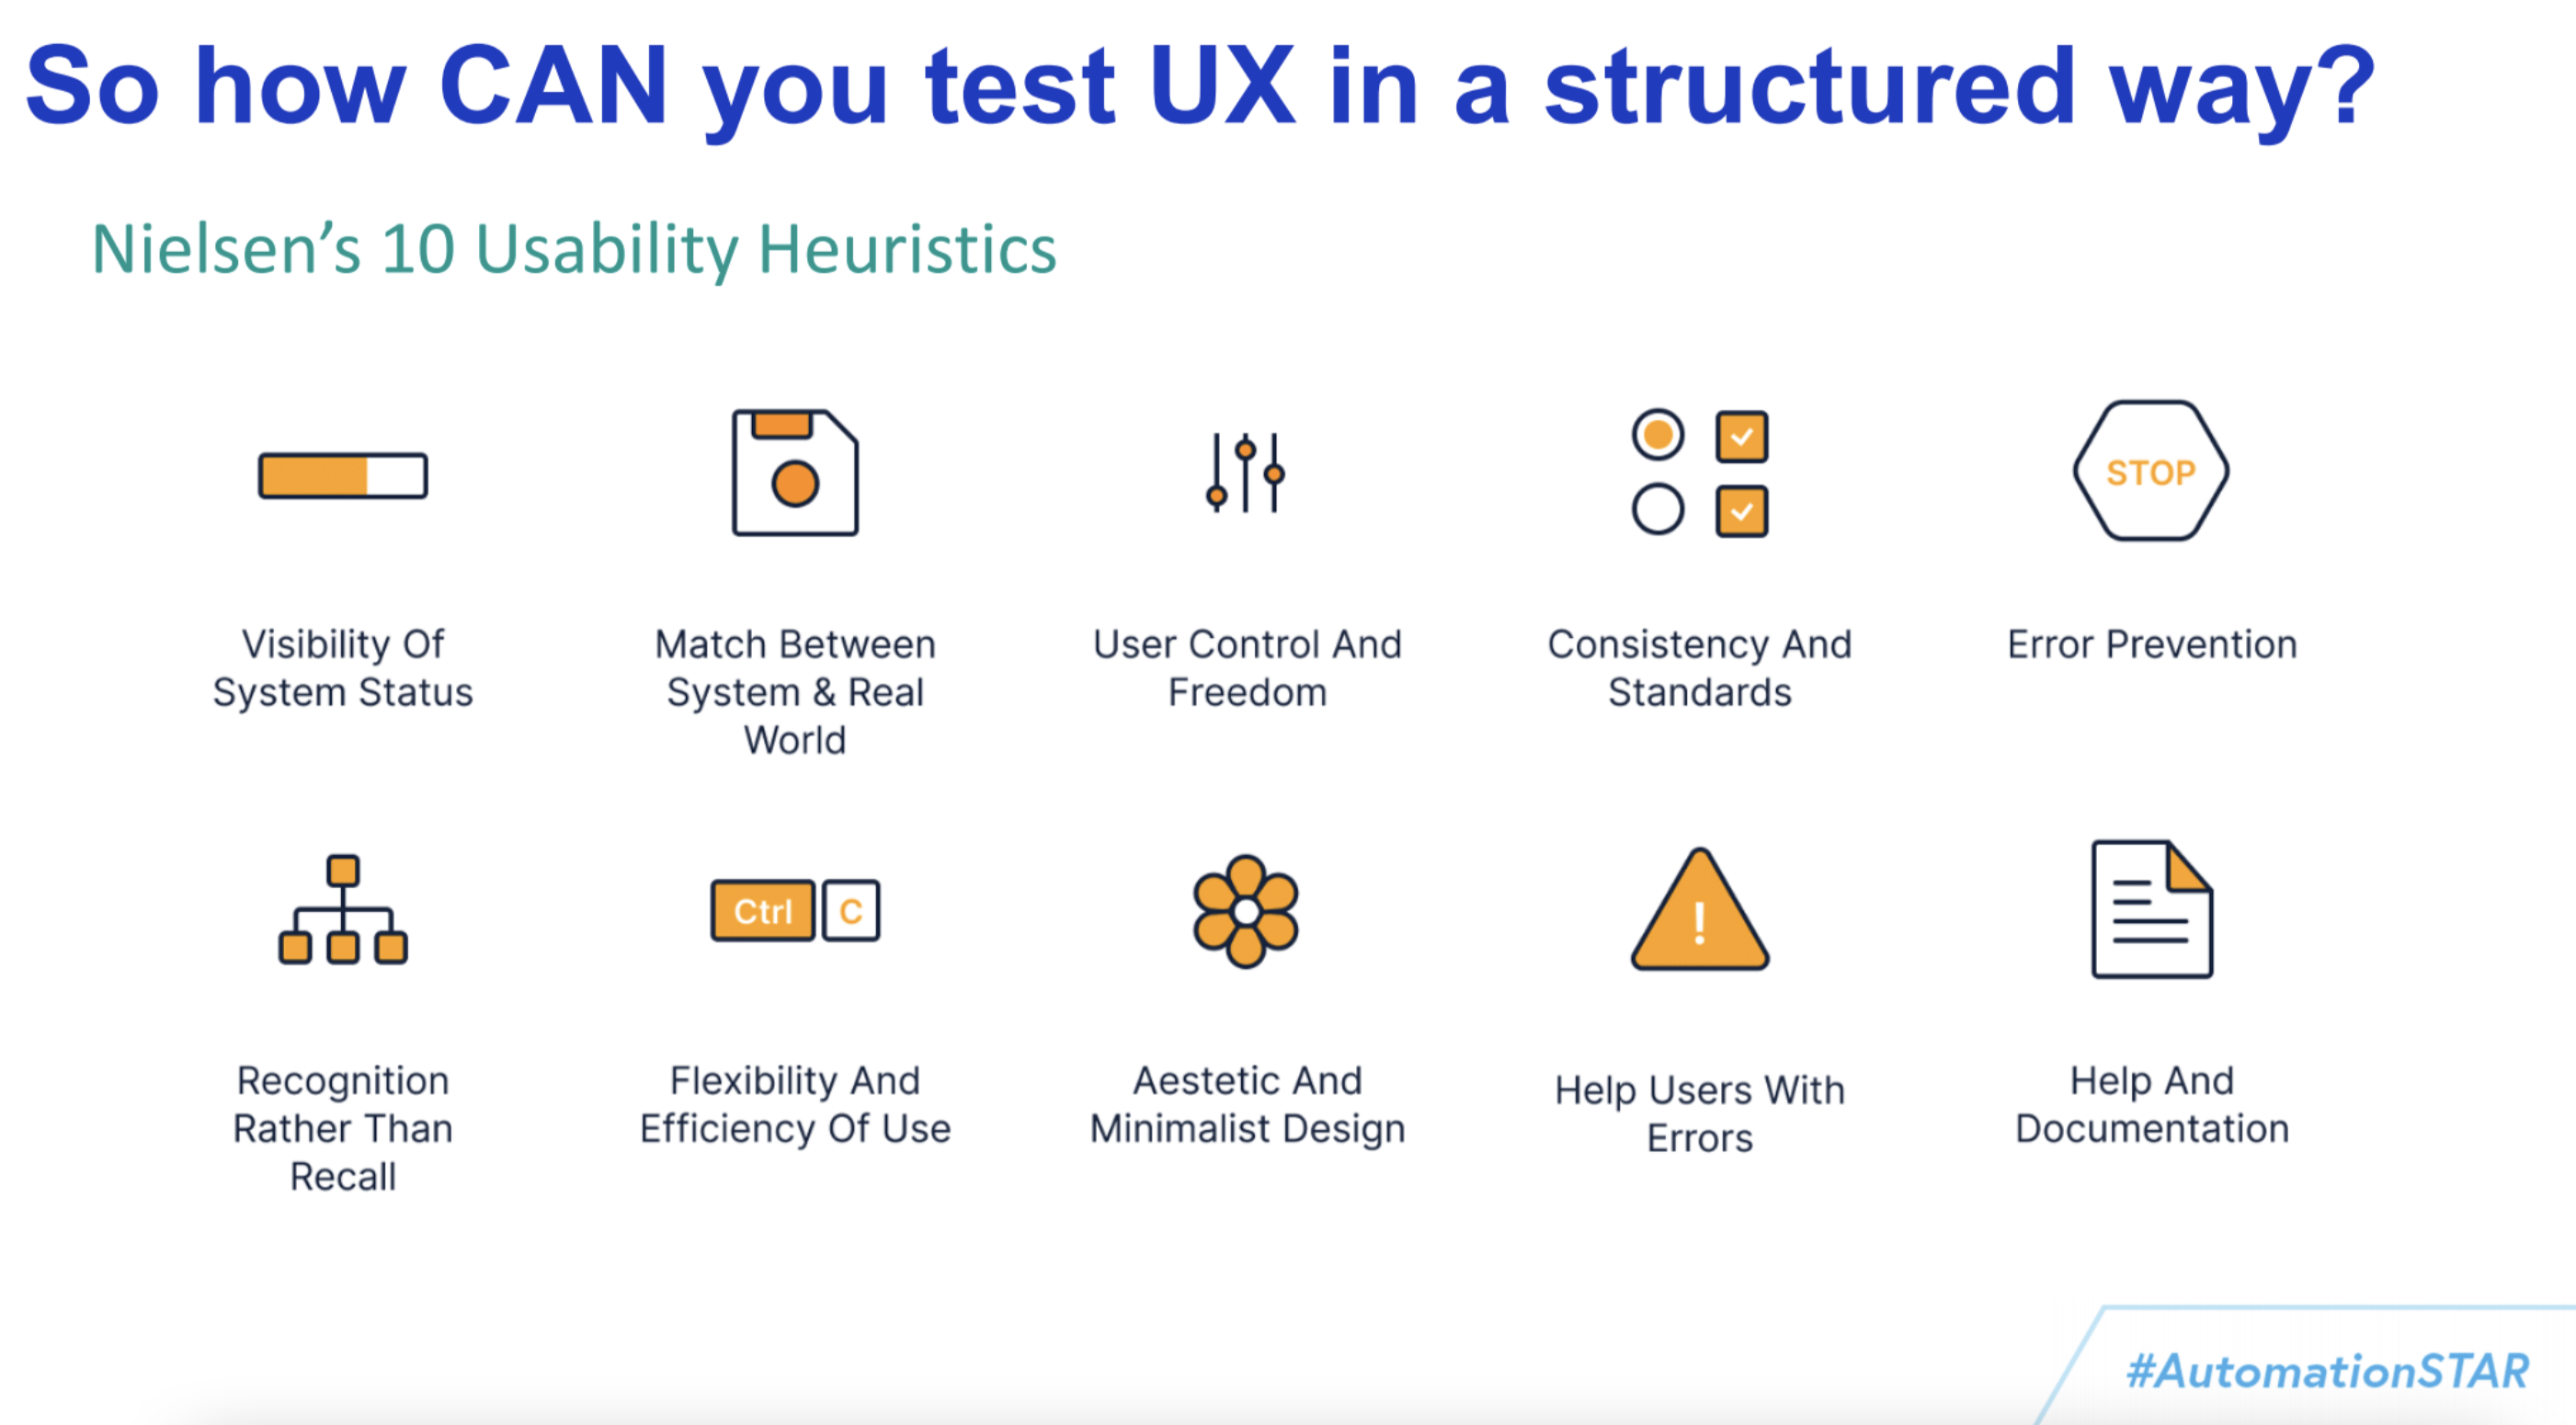 So how CAN you test UX in a structured way?
Nielsen’s 10 Usability Heuristics
STOP
Visibility Of
System Status
Match Between
System & Real
World
User Control And
Freedom
Consistency And
Standards
Error Prevention
Ctrl C
!
Recognition
Rather Than
Recall
Flexibility And
Efficiency Of Use
Aestetic And
Minimalist Design
Help Users With
Errors
Help And
Documentation
#AutomationSTAR